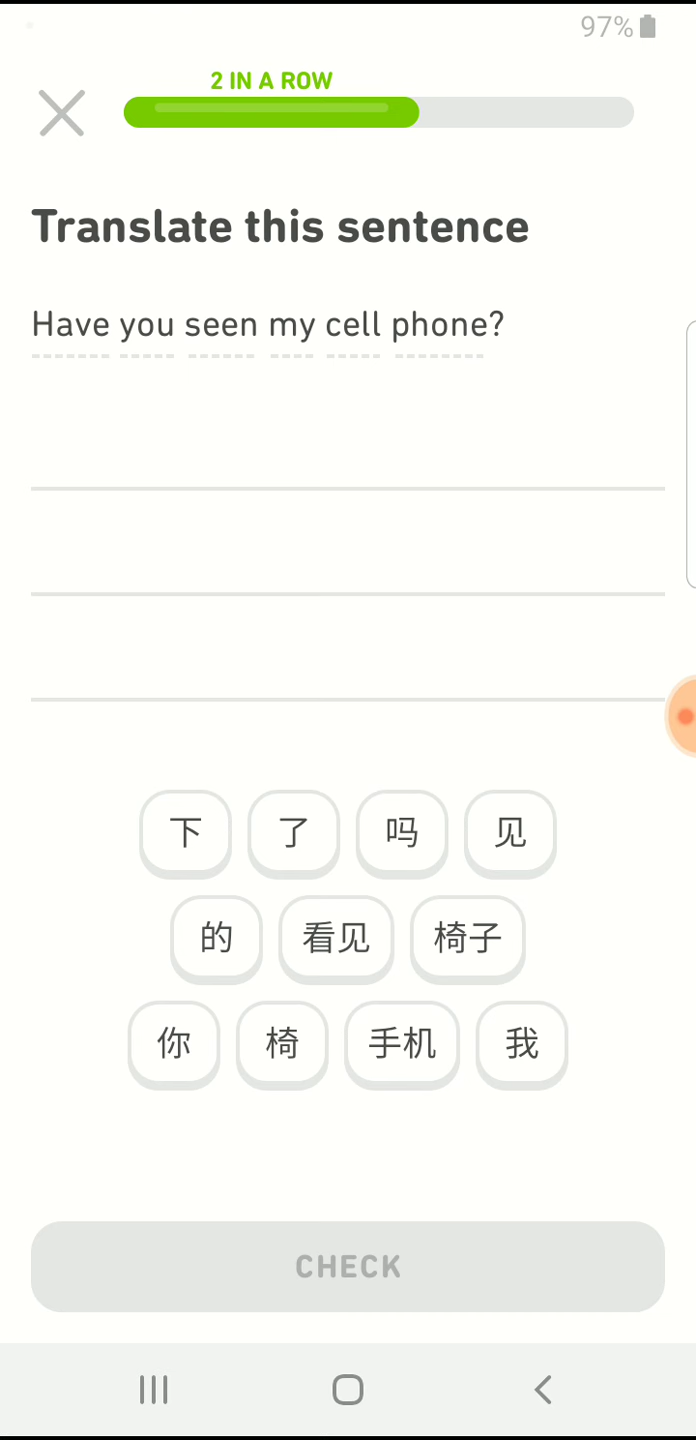 97%
2 IN A ROW
Translate this sentence
Have you seen my cell phone?
下 了 吗 见
的 看见 椅子
你 椅 手机 我
CHECK